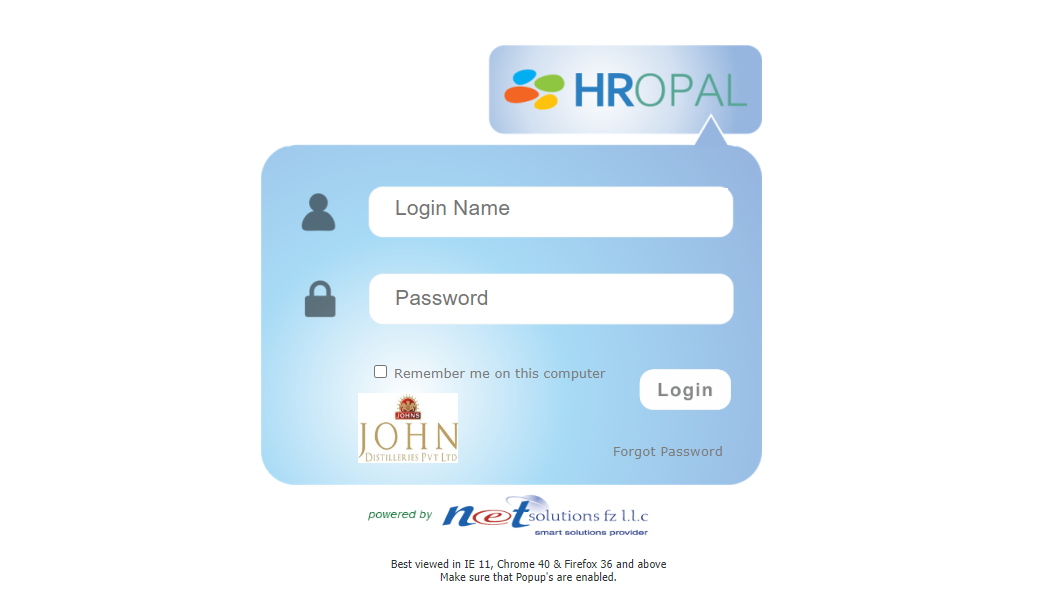 HROPAL
Login Name
Password
Remember me on this computer
Login
JOHNS
JOHN
DISTILLERIES PVT LTD
Forgot Password
powered by
netsolutions fz l.l.c
smart solutions provider
Best viewed in IE 11, Chrome 40 & Firefox 36 and above
Make sure that Popup's are enabled.